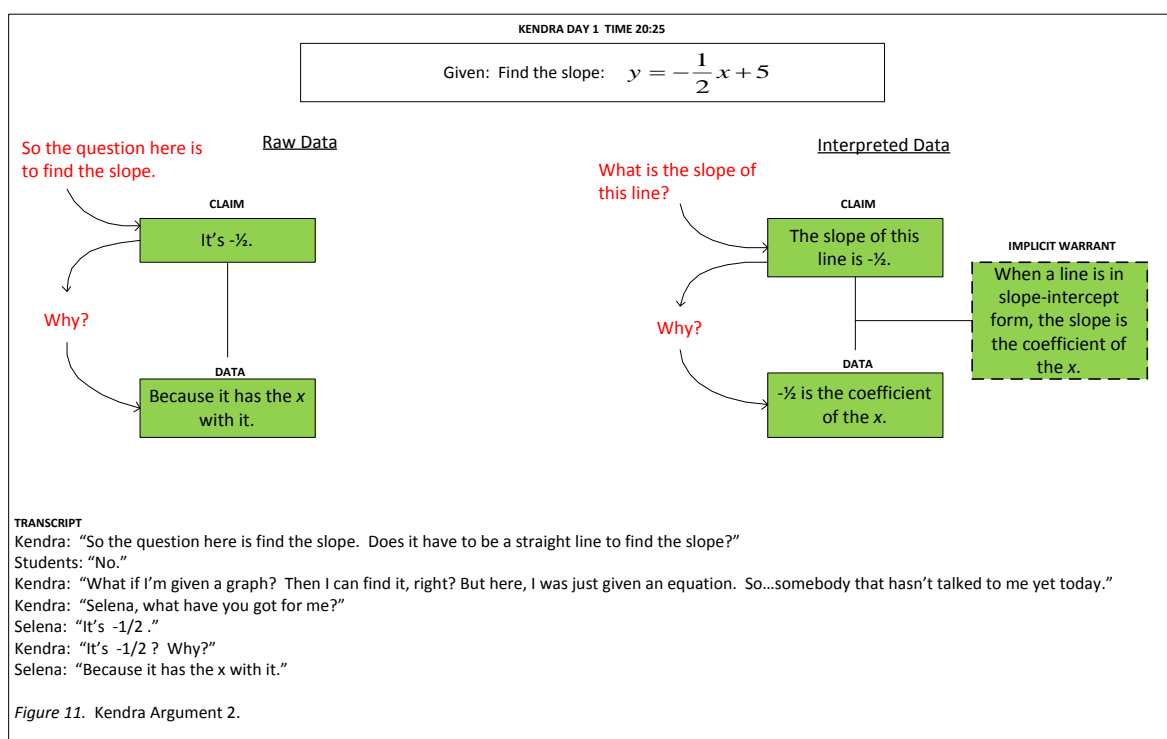 KENDRA DAY 1 TIME 20:25
Given: Find the slope: y = -\frac{1}{2}x + 5
Raw Data
So the question here is
to find the slope.
CLAIM
It's -½.
Why?
DATA
Because it has the x
with it.
Interpreted Data
What is the slope of
this line?
CLAIM
The slope of this
line is -½.
IMPLICIT WARRANT
When a line is in
slope-intercept
form, the slope is
the coefficient of
the x.
Why?
DATA
-½ is the coefficient
of the x.
TRANSCRIPT
Kendra: “So the question here is find the slope. Does it have to be a straight line to find the slope?”
Students: “No.”
Kendra: “What if I’m given a graph? Then I can find it, right? But here, I was just given an equation. So…somebody that hasn’t talked to me yet today.”
Kendra: “Selena, what have you got for me?”
Selena: “It’s -1/2 .”
Kendra: “It’s -1/2 ? Why?”
Selena: “Because it has the x with it.”
Figure 11. Kendra Argument 2.